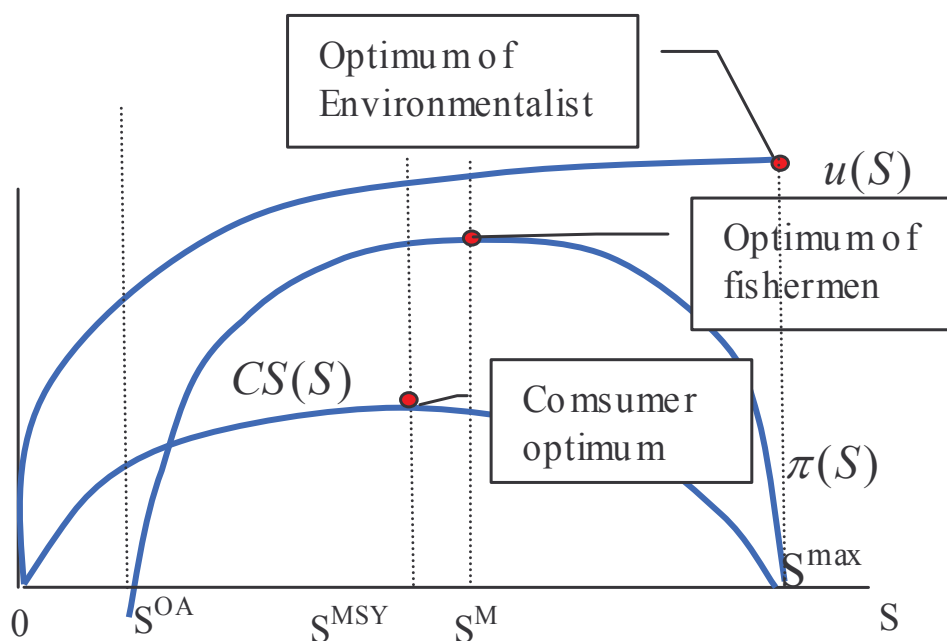 Optimum of
Environmentalist
u(S)
Optimum of
fishermen
CS(S)
Comsumer
optimum
π(S)
S^max
0
S^OA
S^MSY
S^M
S